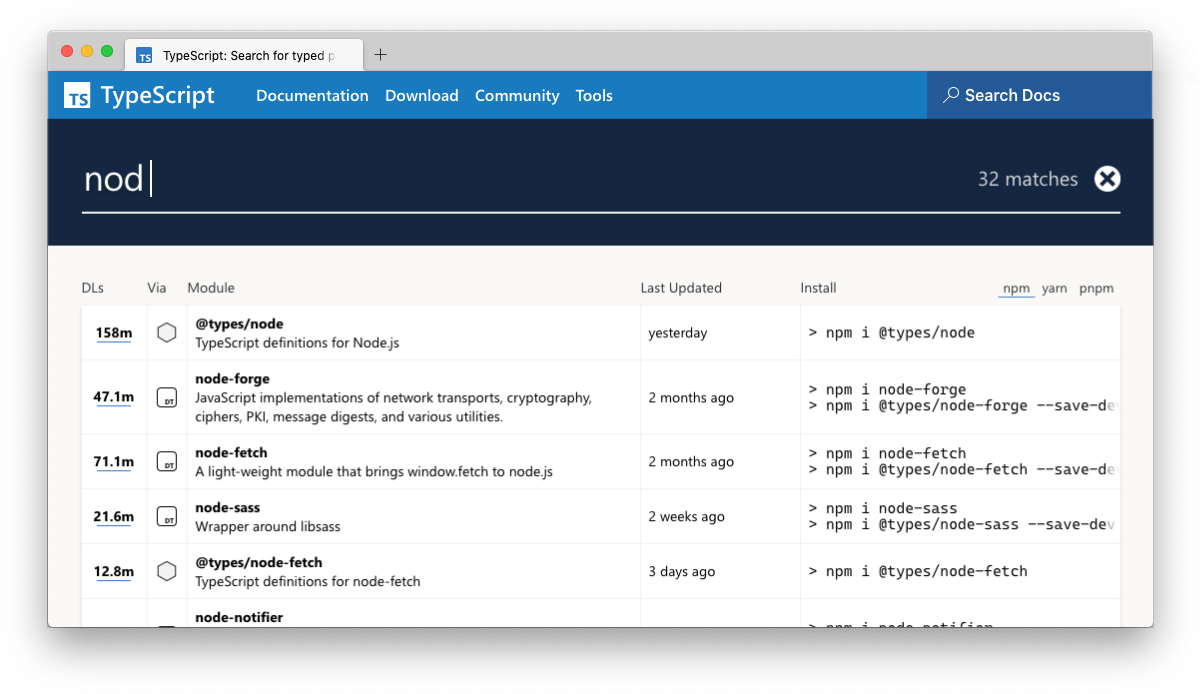 TS TypeScript: Search for typed p
TS TypeScript Documentation Download Community Tools Search Docs
nod 32 matches
DLs Via Module Last Updated Install npm yarn pnpm
158m @types/node yesterday > npm i @types/node
TypeScript definitions for Node.js
node-forge
47.1m DT JavaScript implementations of network transports, cryptography, 2 months ago > npm i node-forge
ciphers, PKI, message digests, and various utilities. > npm i @types/node-forge --save-dev
node-fetch > npm i node-fetch
71.1m DT A light-weight module that brings window.fetch to node.js 2 months ago > npm i @types/node-fetch --save-dev
node-sass > npm i node-sass
21.6m DT Wrapper around libsass 2 weeks ago > npm i @types/node-sass --save-dev
@types/node-fetch
12.8m TypeScript definitions for node-fetch 3 days ago > npm i @types/node-fetch
node-notifier
> npm i node-notifier